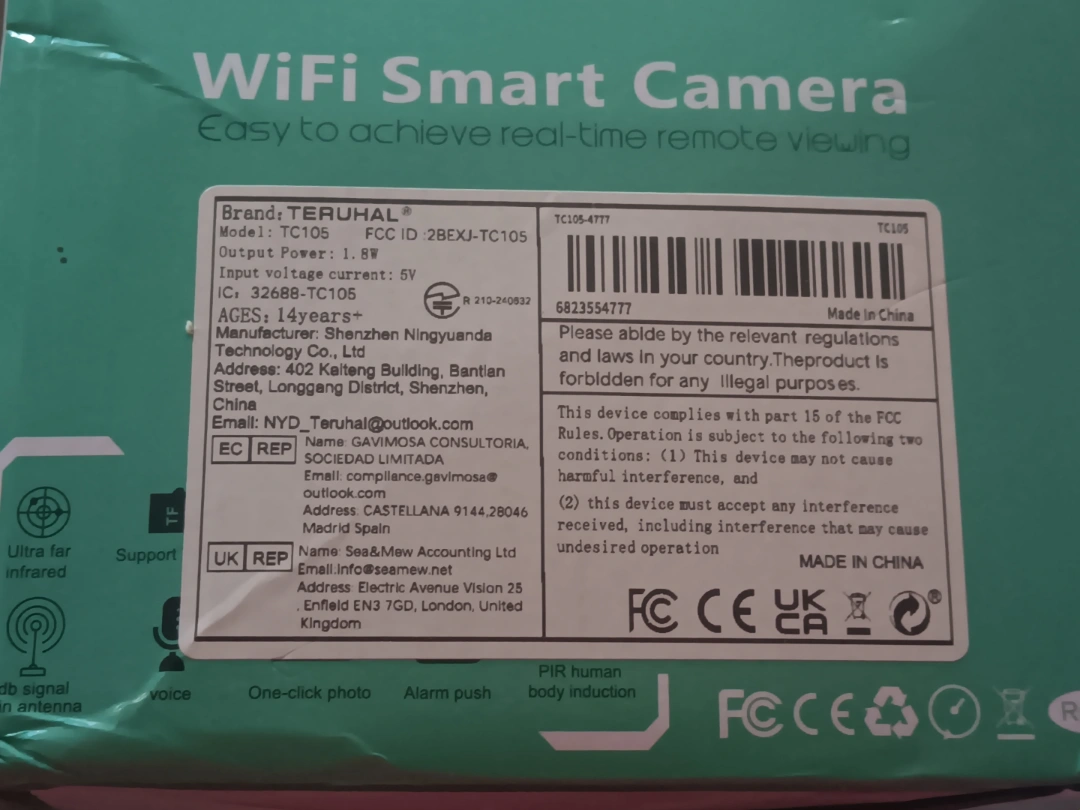 WiFi Smart Camera
Easy to achieve real-time remote viewing
Brand: TERUHAL®
Model: TC105 FCC ID :2BEXJ-TC105
Output Power: 1.8W
Input voltage current: 5V
IC: 32688-TC105
R 210-240832
AGES: 14years+
Manufacturer: Shenzhen Ningyuanda
Technology Co., Ltd
Address: 402 Kaiteng Building, Bantian
Street, Longgang District, Shenzhen,
China
Email: NYD_Teruhal@outlook.com
EC REP
Name: GAVIMOSA CONSULTORIA,
SOCIEDAD LIMITADA
Email: compliance.gavimosa@
outlook.com
Address: CASTELLANA 9144,28046
Madrid Spain
UK REP
Name: Sea&Mew Accounting Ltd
Email:info@seamew.net
Address: Electric Avenue Vision 25
, Enfield EN3 7GD, London, United
Kingdom
TC105-4777
TC105
6823554777
Made in China
Please abide by the relevant regulations
and laws in your country.Theproduct is
forbidden for any illegal purposes.
This device complies with part 15 of the FCC
Rules. Operation is subject to the following two
conditions: (1) This device may not cause
harmful interference, and
(2) this device must accept any interference
received, including interference that may cause
undesired operation
MADE IN CHINA
FC CE UK
CA
®
Ultra far
infrared
TF
Support
db signal
in antenna
voice
One-click photo
Alarm push
PIR human
body induction
FC CE
R